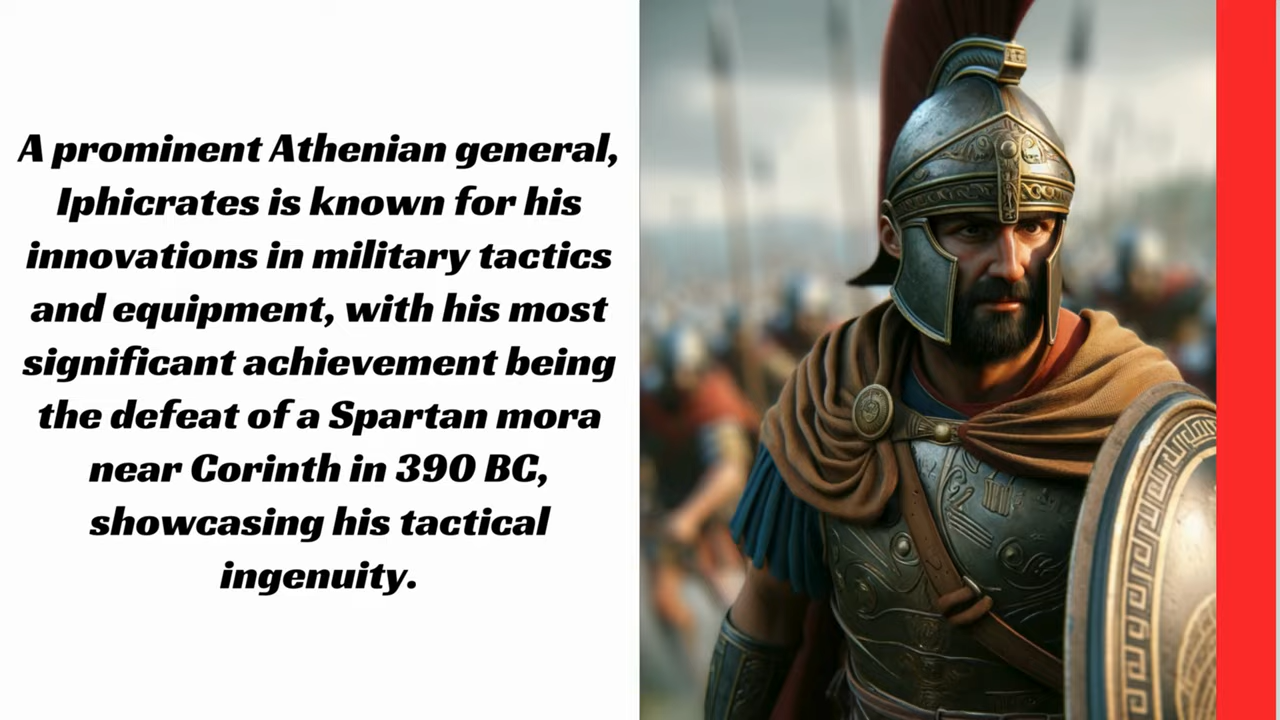 A prominent Athenian general,
Iphicrates is known for his
innovations in military tactics
and equipment, with his most
significant achievement being
the defeat of a Spartan mora
near Corinth in 390 BC,
showcasing his tactical
ingenuity.